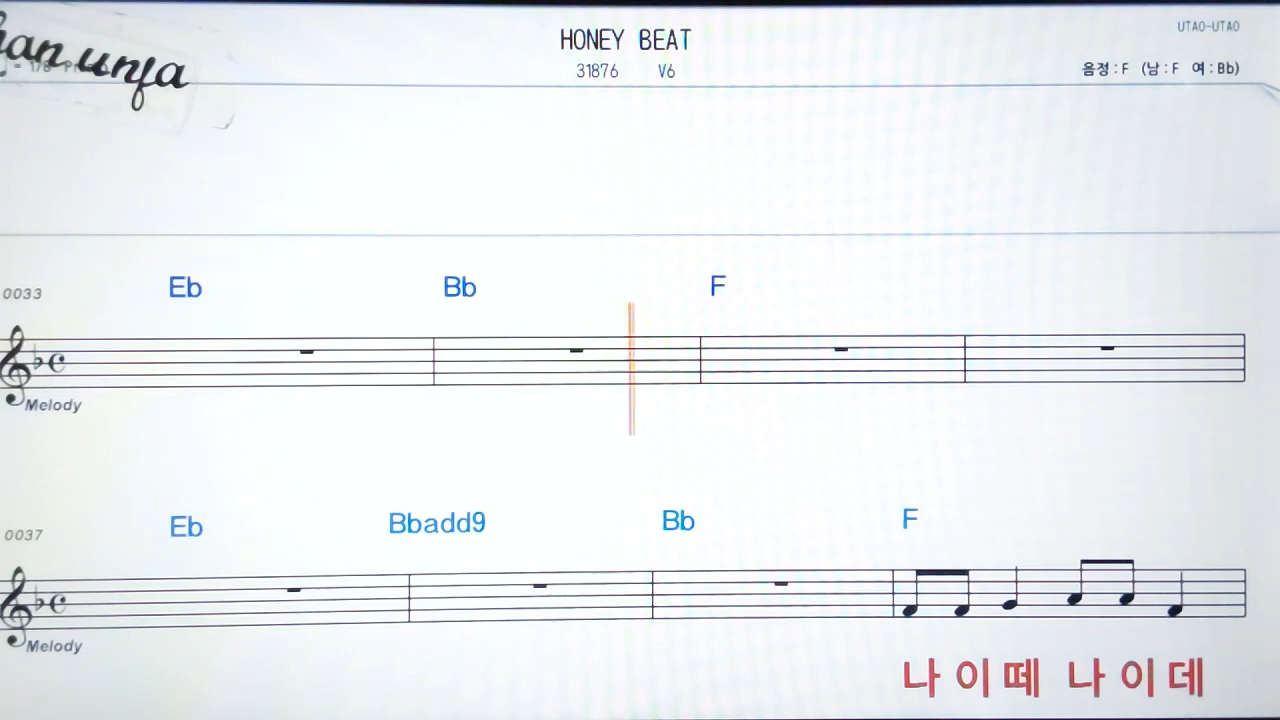 UTAO-UTAO
HONEY BEAT
31876 V6
음정:F (남:F 여:Bb)
Eb Bb F
0033
Melody
Eb Bbadd9 Bb F
0037
Melody
나 이 떼 나 이 데